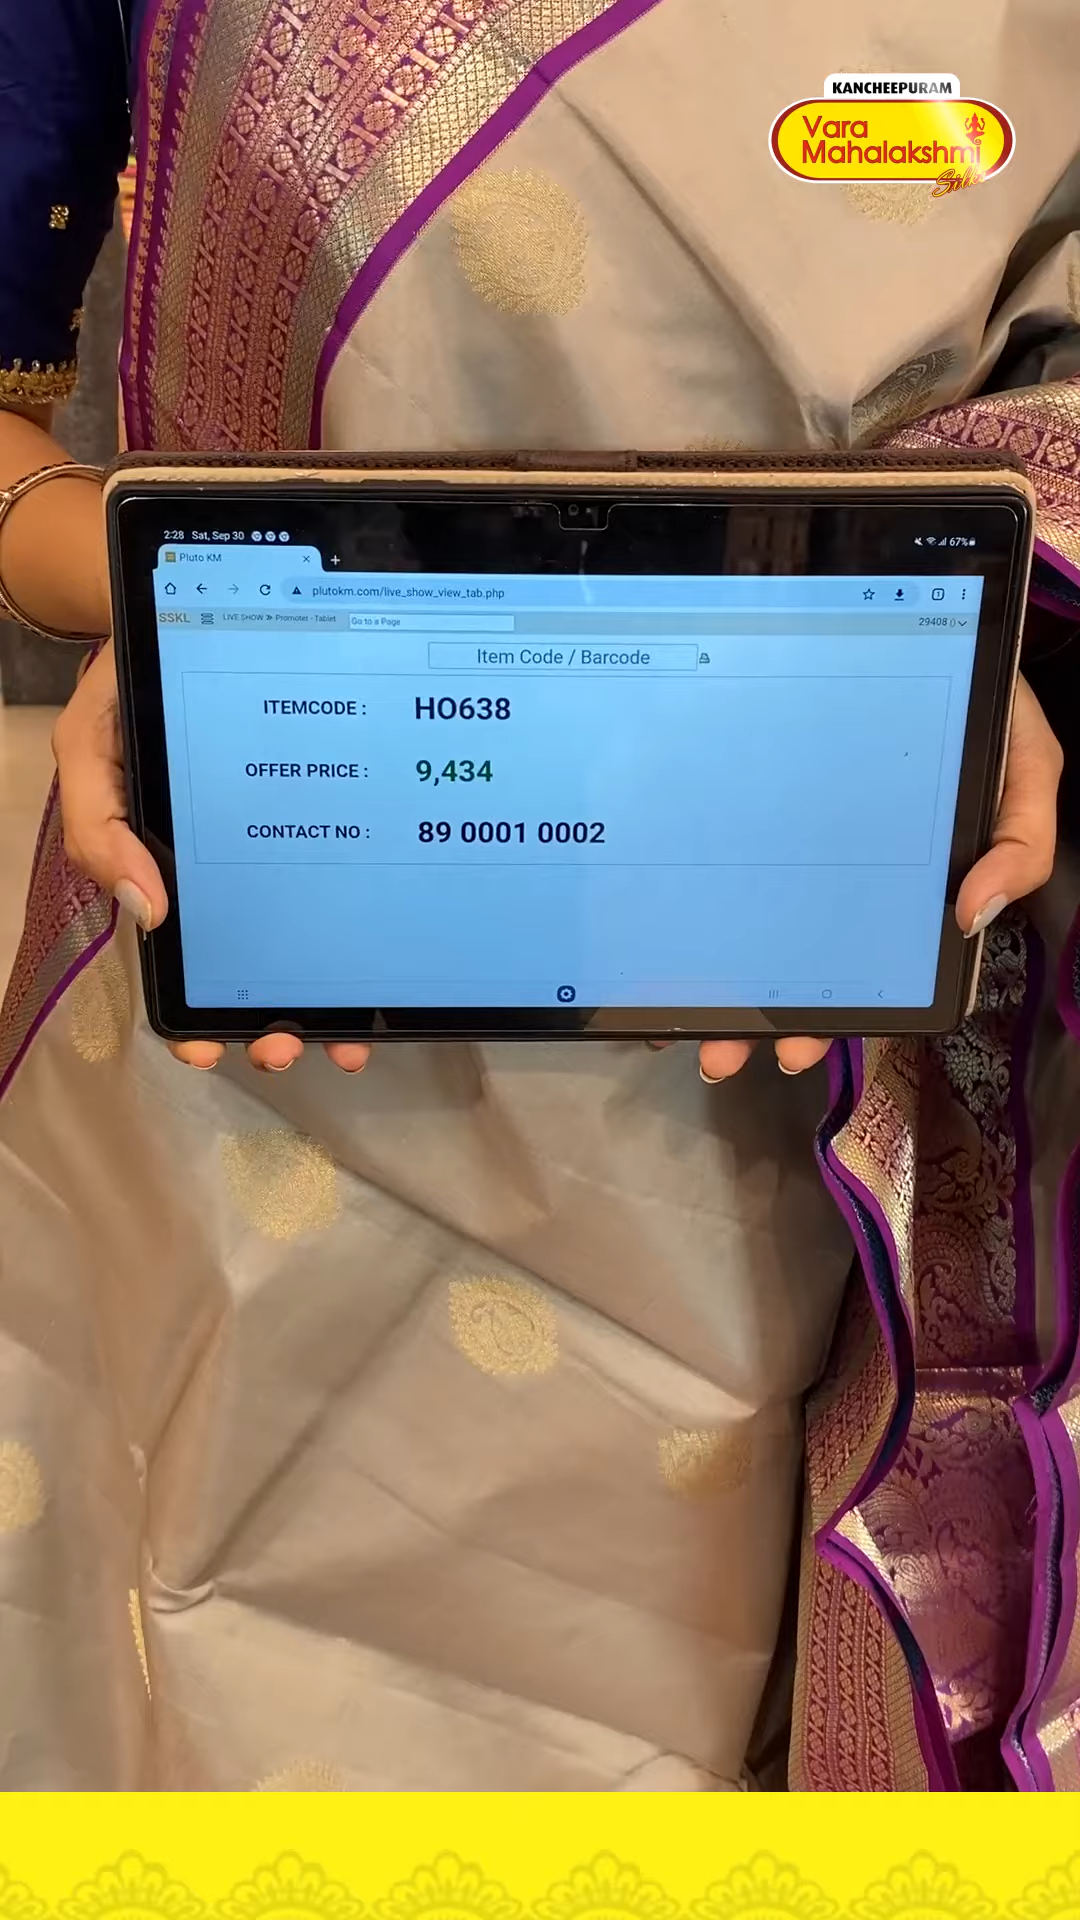 KANCHEEPURAM
Vara
Mahalakshmi
Silks
2:28 Sat, Sep 30
67%
Pluto KM
plutokm.com/live_show_view_tab.php
SSKL LIVE SHOW ≫ Promoter - Tablet Go to a Page 29408 ()
Item Code / Barcode
ITEMCODE : HO638
OFFER PRICE : 9,434
CONTACT NO : 89 0001 0002